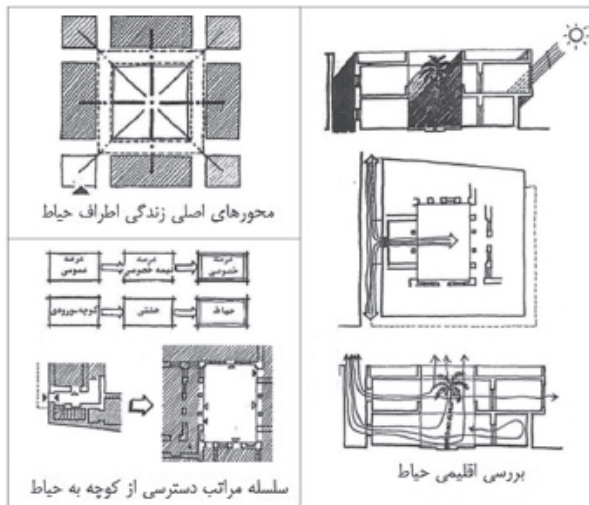 محورهای اصلی زندگی اطراف حیاط
عرصه عمومی
عرصه نیمه خصوصی
عرصه خصوصی
کوچه-ورودی
هشتی
حیاط
سلسله مراتب دسترسی از کوچه به حیاط
بررسی اقلیمی حیاط